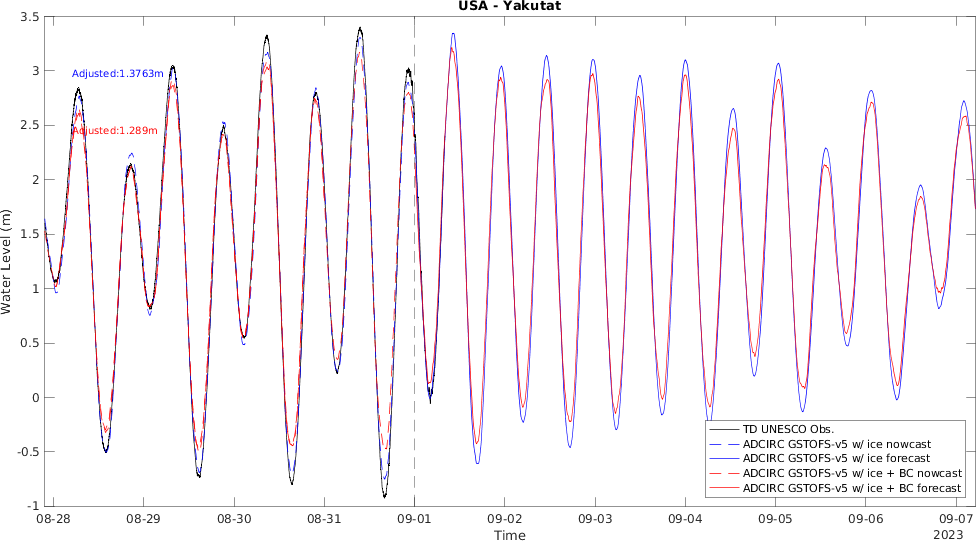 USA - Yakutat
3.5
3
2.5
2
1.5
1
0.5
0
-0.5
-1
Water Level (m)
Adjusted:1.3763m
Adjusted:1.289m
TD UNESCO Obs.
ADCIRC GSTOFS-v5 w/ ice nowcast
ADCIRC GSTOFS-v5 w/ ice forecast
ADCIRC GSTOFS-v5 w/ ice + BC nowcast
ADCIRC GSTOFS-v5 w/ ice + BC forecast
08-28 08-29 08-30 08-31 09-01 09-02 09-03 09-04 09-05 09-06 09-07
Time
2023